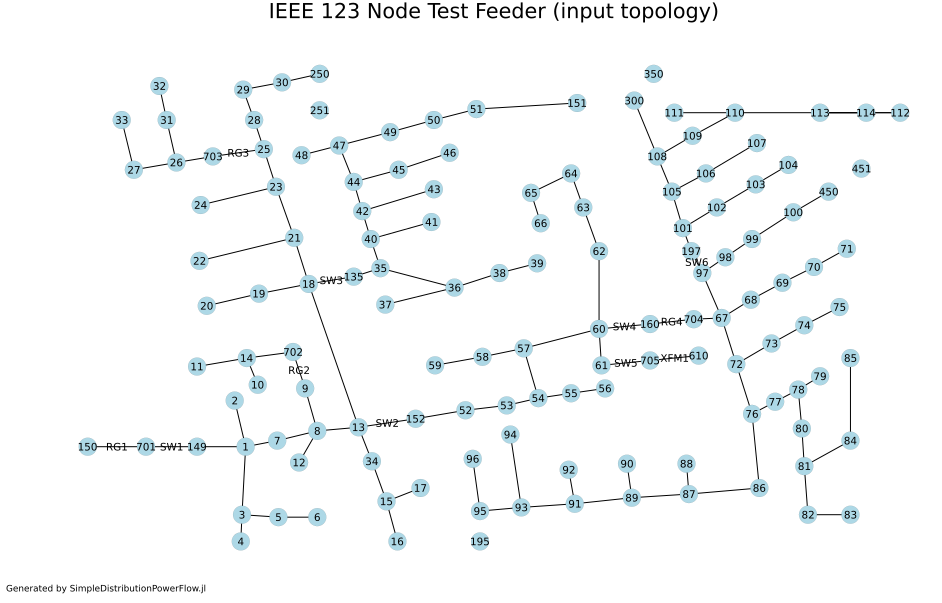 IEEE 123 Node Test Feeder (input topology)
32 29 30 250 350
33 31 28 251 51 151 300 111 110 113 114 112
27 26 703 RG3 25 48 47 49 50 46 109 107
24 23 44 45 43 64 108 106 104 451
65 63 105 103 450
22 21 42 41 66 101 102 100
40 62 197 99 71
20 19 18 SW3 135 35 38 39 SW6 97 98 70
37 36 68 69 75
11 14 702 59 58 57 60 SW4 160 RG4 704 67 73 74 85
10 RG2 9 61 SW5 705 XFM1 610 72 79
2 52 53 54 55 56 76 77 78
150 RG1 701 SW1 149 1 7 8 13 SW2 152 94 80 84
12 34 96 92 90 88 81
3 5 6 15 17 95 93 91 89 87 86 82 83
4 16 195
Generated by SimpleDistributionPowerFlow.jl